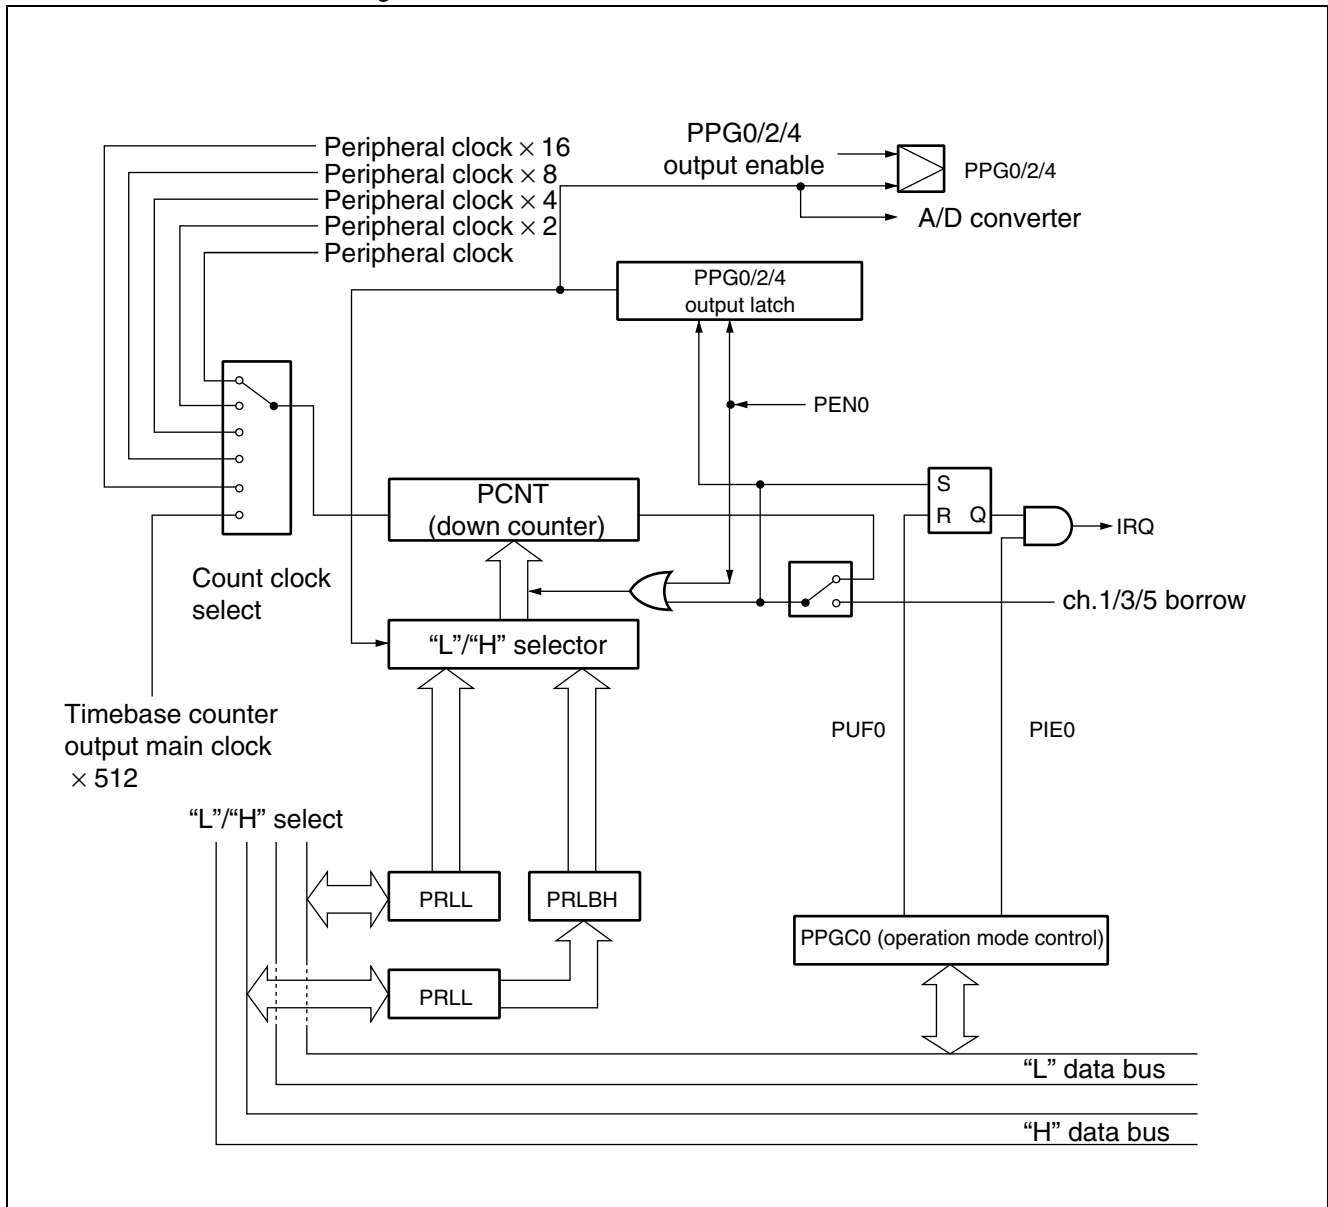 Peripheral clock × 16
Peripheral clock × 8
Peripheral clock × 4
Peripheral clock × 2
Peripheral clock
PPG0/2/4
output enable
PPG0/2/4
A/D converter
PPG0/2/4
output latch
PEN0
PCNT
(down counter)
S
R Q
IRQ
Count clock
select
ch.1/3/5 borrow
“L”/“H” selector
Timebase counter
output main clock
× 512
PUF0
PIE0
“L”/“H” select
PRLL
PRLBH
PPGC0 (operation mode control)
PRLL
“L” data bus
“H” data bus